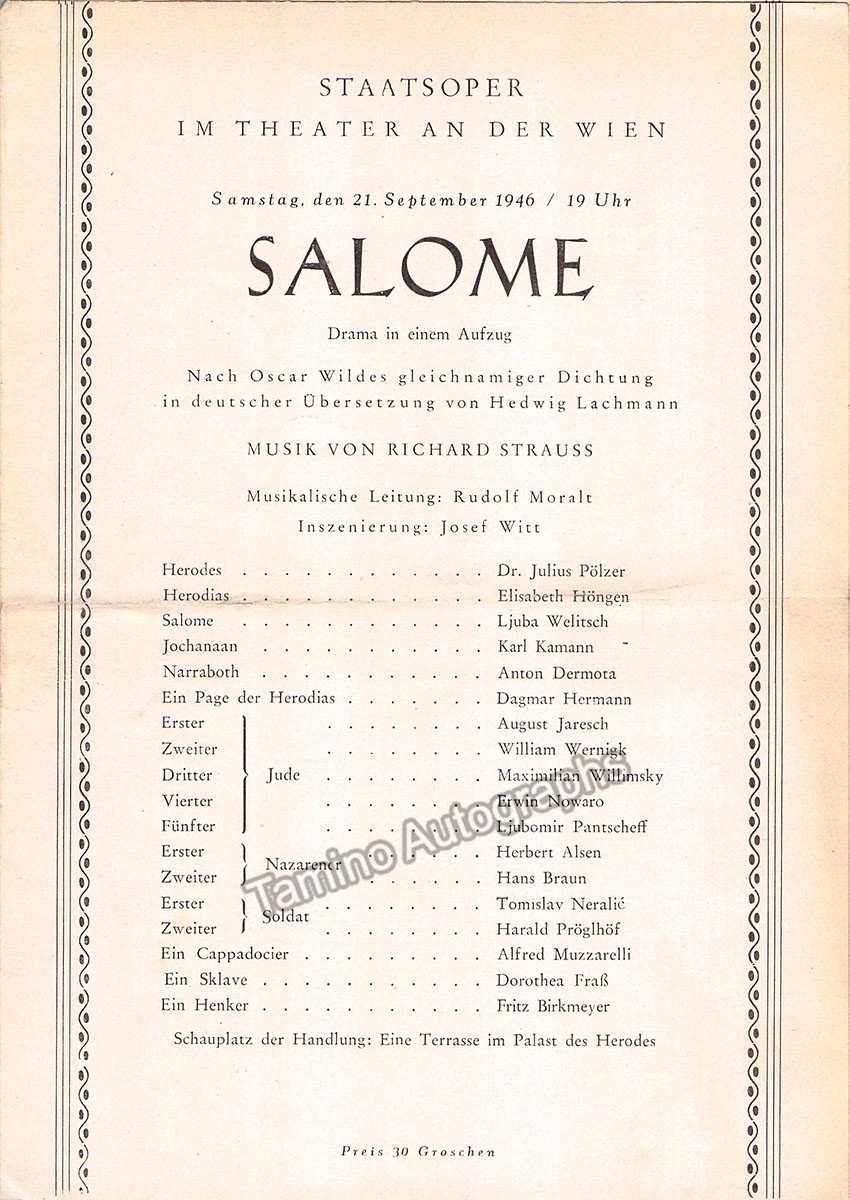 STAATSOPER
IM THEATER AN DER WIEN
Samstag, den 21. September 1946 / 19 Uhr
SALOME
Drama in einem Aufzug
Nach Oscar Wildes gleichnamiger Dichtung
in deutscher Übersetzung von Hedwig Lachmann
MUSIK VON RICHARD STRAUSS
Musikalische Leitung: Rudolf Moralt
Inszenierung: Josef Witt
Herodes . . . . . . . . . . . . Dr. Julius Pölzer
Herodias . . . . . . . . . . . . Elisabeth Höngen
Salome . . . . . . . . . . . . Ljuba Welitsch
Jochanaan . . . . . . . . . . . Karl Kamann
Narraboth . . . . . . . . . . . Anton Dermota
Ein Page der Herodias . . . . . . . Dagmar Hermann
Erster . . . . . . . August Jaresch
Zweiter . . . . . . . William Wernigk
Dritter } Jude . . . . . . . Maximilian Willimsky
Vierter . . . . . . . Erwin Nowaro
Fünfter . . . . . . . Ljubomir Pantscheff
Erster } Nazarener . . . . . . Herbert Alsen
Zweiter . . . . . . Hans Braun
Erster } Soldat . . . . . . . Tomislav Neralić
Zweiter . . . . . . . Harald Pröglhöf
Ein Cappadocier . . . . . . . . . Alfred Muzzarelli
Ein Sklave . . . . . . . . . . . Dorothea Fraß
Ein Henker . . . . . . . . . . . Fritz Birkmeyer
Schauplatz der Handlung: Eine Terrasse im Palast des Herodes
Preis 30 Groschen
Tamino Autographs